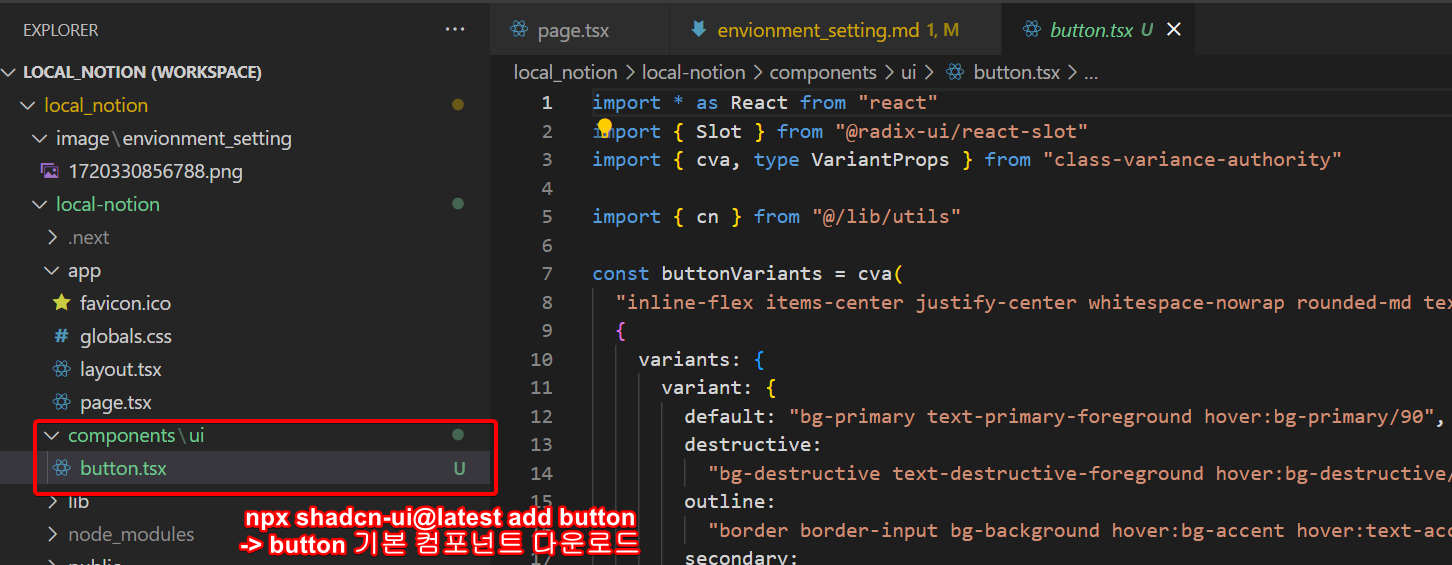 EXPLORER
LOCAL_NOTION (WORKSPACE)
local_notion
image\envionment_setting
1720330856788.png
local-notion
.next
app
favicon.ico
globals.css
layout.tsx
page.tsx
components\ui
button.tsx U
lib
node_modules
public
page.tsx envionment_setting.md 1, M button.tsx U
local_notion > local-notion > components > ui > button.tsx > ...
1 import * as React from "react"
2 import { Slot } from "@radix-ui/react-slot"
3 import { cva, type VariantProps } from "class-variance-authority"
4
5 import { cn } from "@/lib/utils"
6
7 const buttonVariants = cva(
8 "inline-flex items-center justify-center whitespace-nowrap rounded-md
9 {
10 variants: {
11 variant: {
12 default: "bg-primary text-primary-foreground hover:bg-primary/90",
13 destructive:
14 "bg-destructive text-destructive-foreground hover:bg-destructive/
15 outline:
16 "border border-input bg-background hover:bg-accent
17 secondary:
npx shadcn-ui@latest add button
-> button 기본 컴포넌트 다운로드